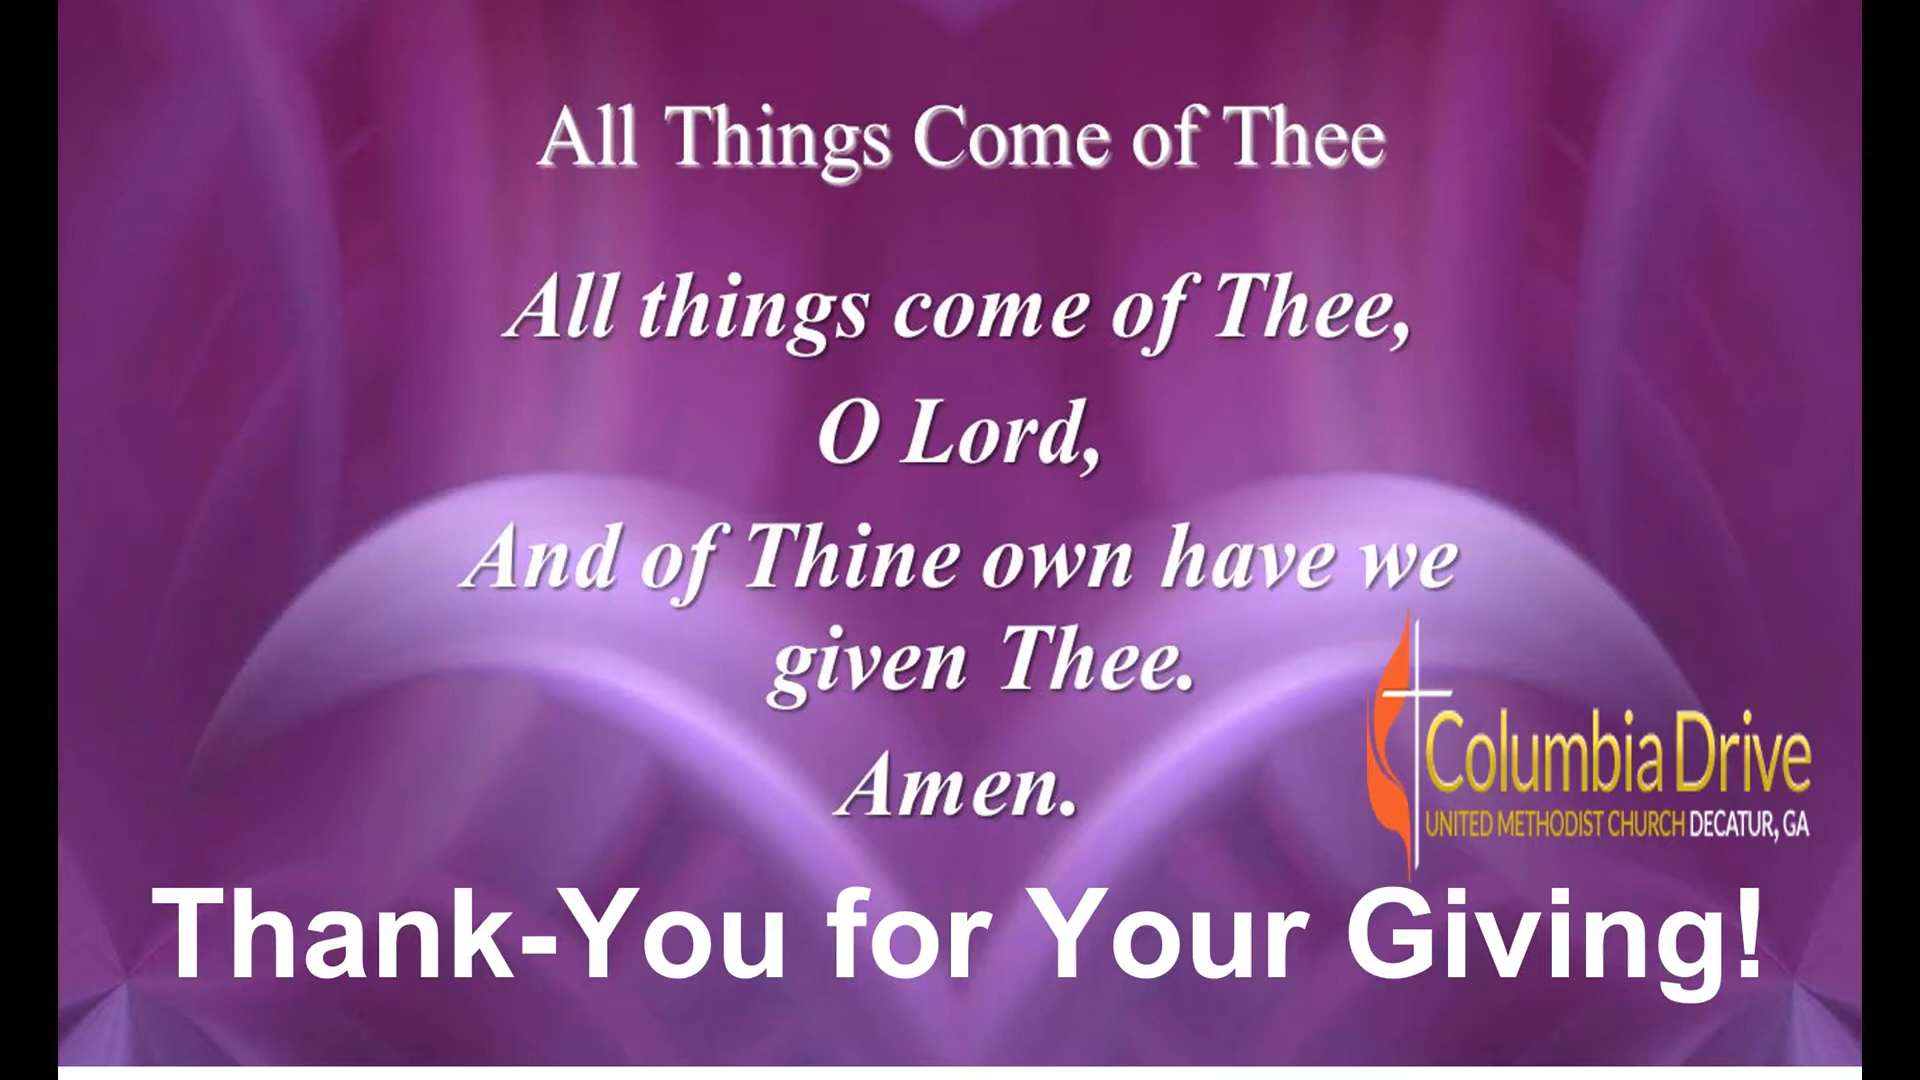 All Things Come of Thee
All things come of Thee,
O Lord,
And of Thine own have we
given Thee.
Amen.
Columbia Drive
UNITED METHODIST CHURCH DECATUR, GA
Thank-You for Your Giving!